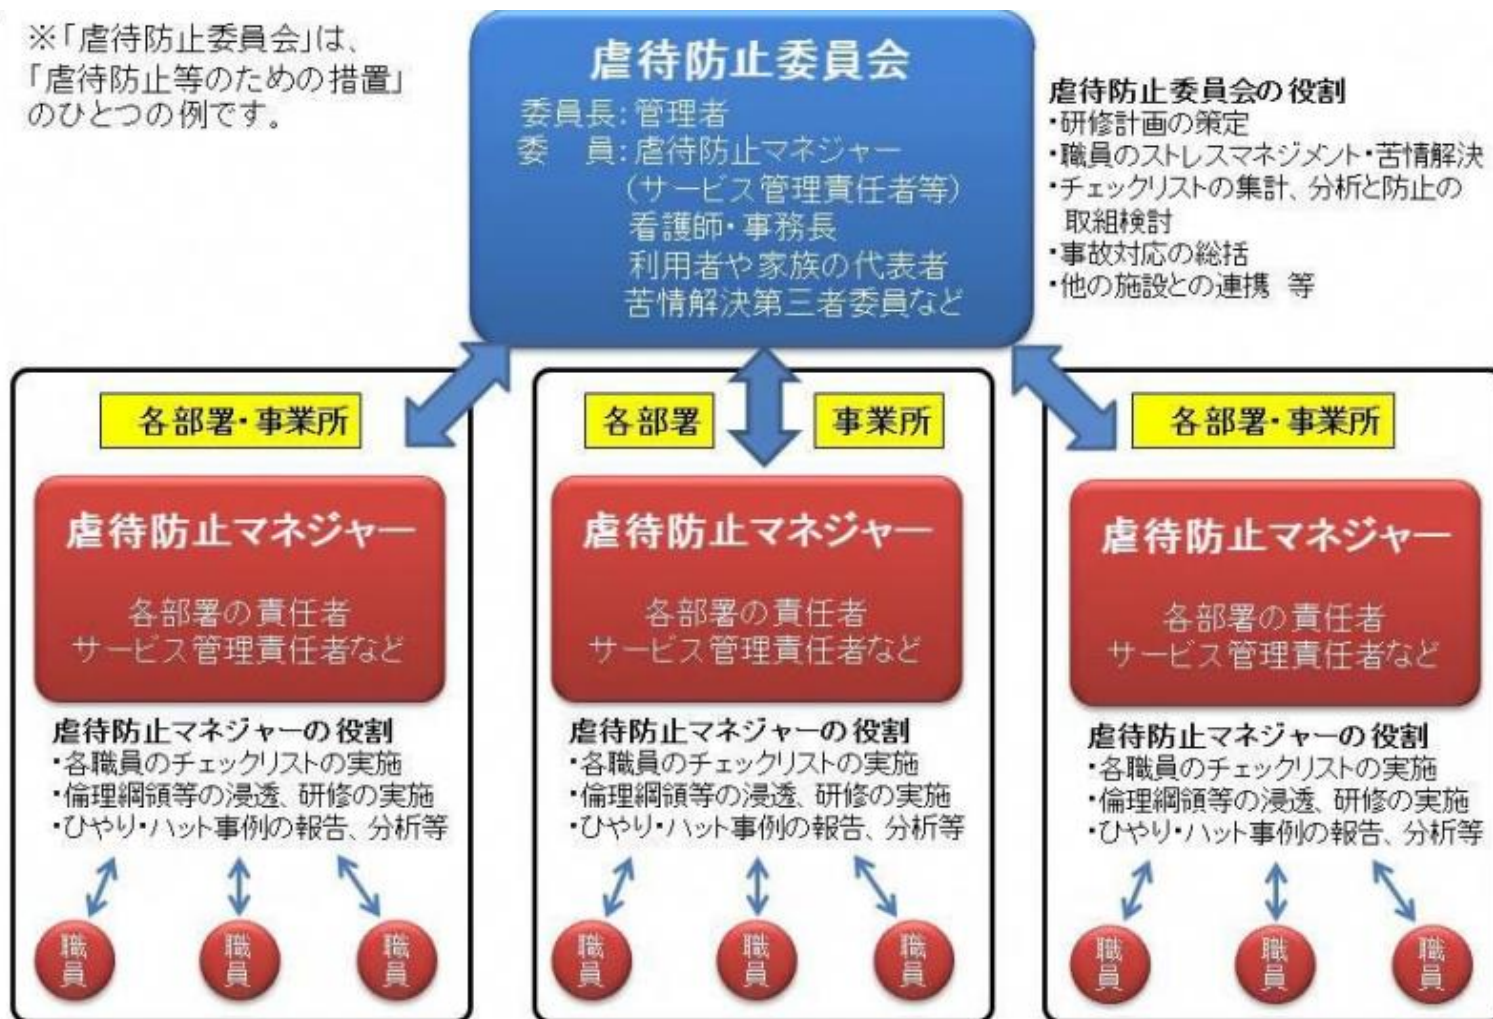 ※「虐待防止委員会」は、
「虐待防止等のための措置」
のひとつの例です。
虐待防止委員会
委員長：管理者
委　員：虐待防止マネジャー
（サービス管理責任者等）
看護師・事務長
利用者や家族の代表者
苦情解決第三者委員など
虐待防止委員会の役割
・研修計画の策定
・職員のストレスマネジメント・苦情解決
・チェックリストの集計、分析と防止の
取組検討
・事故対応の総括
・他の施設との連携　等
各部署・事業所
虐待防止マネジャー
各部署の責任者
サービス管理責任者など
虐待防止マネジャーの役割
・各職員のチェックリストの実施
・倫理綱領等の浸透、研修の実施
・ひやり・ハット事例の報告、分析等
職員
職員
職員
各部署
事業所
虐待防止マネジャー
各部署の責任者
サービス管理責任者など
虐待防止マネジャーの役割
・各職員のチェックリストの実施
・倫理綱領等の浸透、研修の実施
・ひやり・ハット事例の報告、分析等
職員
職員
職員
各部署・事業所
虐待防止マネジャー
各部署の責任者
サービス管理責任者など
虐待防止マネジャーの役割
・各職員のチェックリストの実施
・倫理綱領等の浸透、研修の実施
・ひやり・ハット事例の報告、分析等
職員
職員
職員